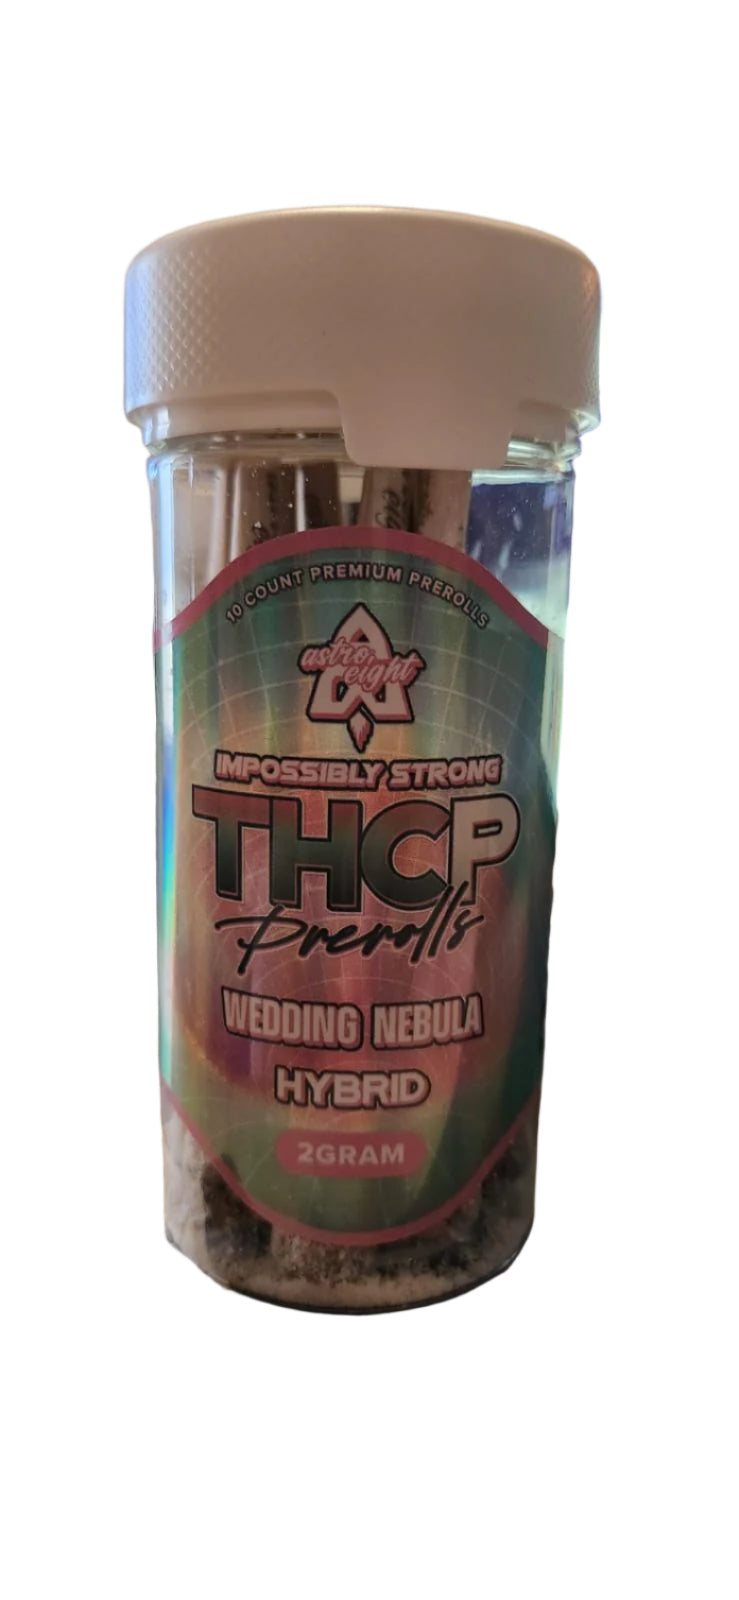 10 COUNT PREMIUM PREROLLS
astro
eight
IMPOSSIBLY STRONG
THCP
Prerolls
WEDDING NEBULA
HYBRID
2GRAM